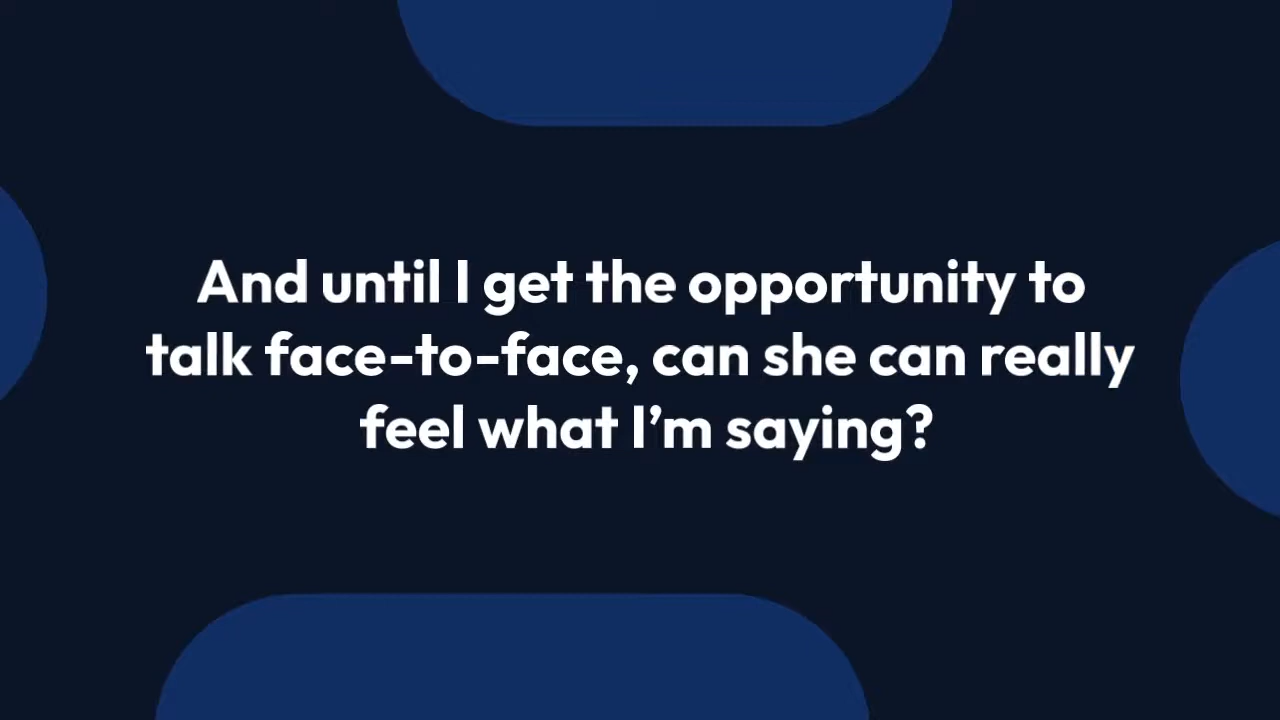 And until I get the opportunity to
talk face-to-face, can she can really
feel what I’m saying?